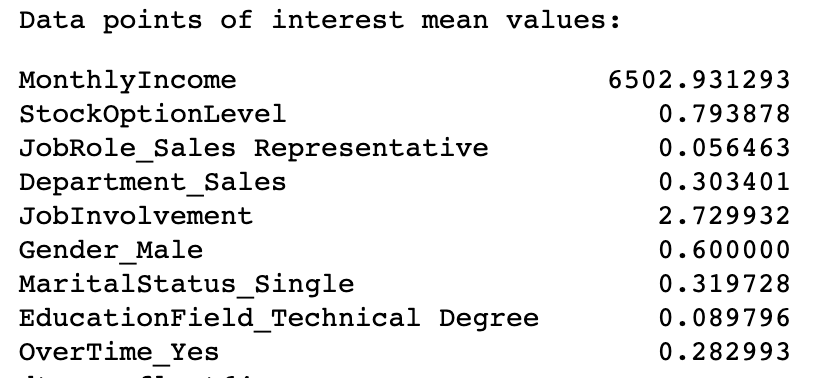 Data points of interest mean values:
MonthlyIncome 6502.931293
StockOptionLevel 0.793878
JobRole_Sales Representative 0.056463
Department_Sales 0.303401
JobInvolvement 2.729932
Gender_Male 0.600000
MaritalStatus_Single 0.319728
EducationField_Technical Degree 0.089796
OverTime_Yes 0.282993